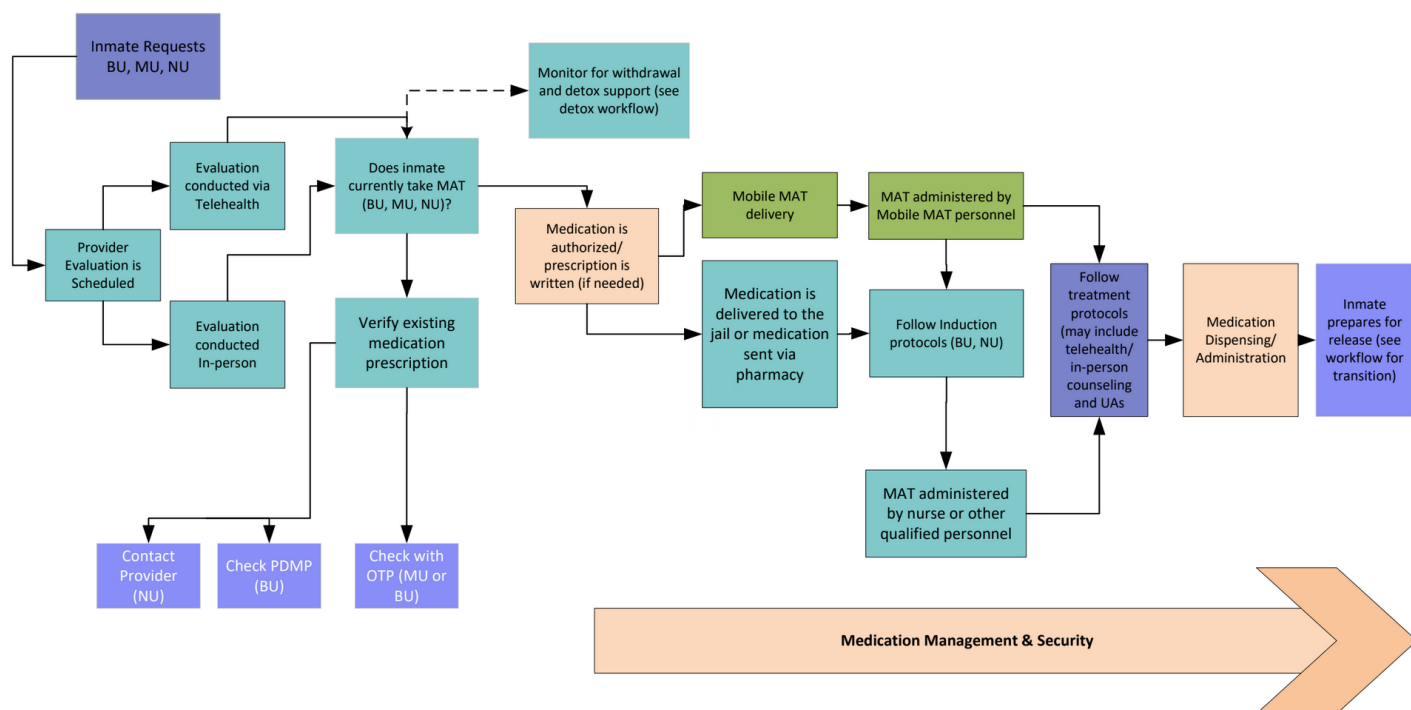 Inmate Requests
BU, MU, NU
Monitor for withdrawal
and detox support (see
detox workflow)
Evaluation
conducted via
Telehealth
Does inmate
currently take MAT
(BU, MU, NU)?
Provider
Evaluation is
Scheduled
Evaluation
conducted
In-person
Verify existing
medication
prescription
Contact
Provider
(NU)
Check PDMP
(BU)
Check with
OTP (MU or
BU)
Medication is
authorized/
prescription is
written (if needed)
Mobile MAT
delivery
MAT administered by
Mobile MAT personnel
Medication is
delivered to the
jail or medication
sent via
pharmacy
Follow Induction
protocols (BU, NU)
MAT administered
by nurse or other
qualified personnel
Follow
treatment
protocols
(may include
telehealth/
in-person
counseling
and UAs
Medication
Dispensing/
Administration
Inmate
prepares for
release (see
workflow for
transition)
Medication Management & Security